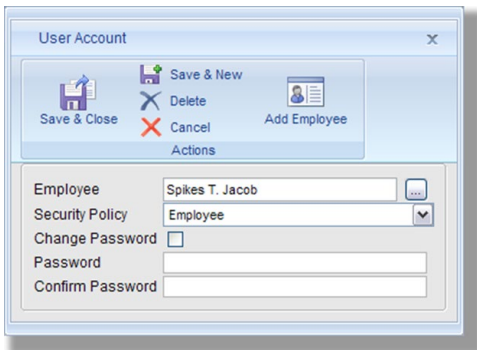 User Account
x
Save & Close
Save & New
Delete
Cancel
Add Employee
Actions
Employee Spikes T. Jacob ...
Security Policy Employee
Change Password
Password
Confirm Password